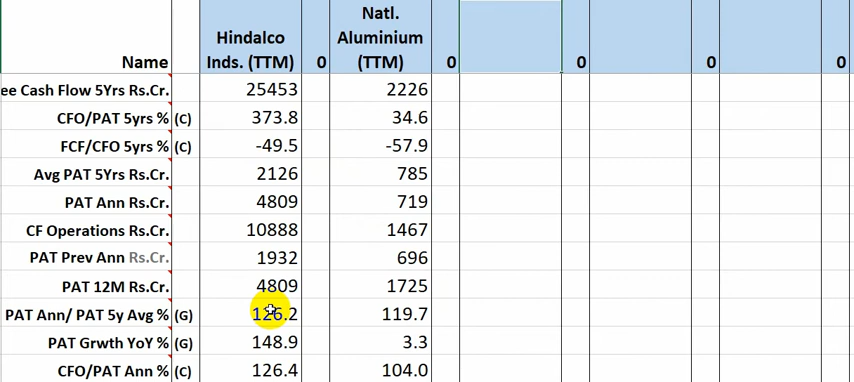 Name Hindalco Inds. (TTM) 0 Natl. Aluminium (TTM) 0 0 0 0
ee Cash Flow 5Yrs Rs.Cr. 25453 2226
CFO/PAT 5yrs % (C) 373.8 34.6
FCF/CFO 5yrs % (C) -49.5 -57.9
Avg PAT 5Yrs Rs.Cr. 2126 785
PAT Ann Rs.Cr. 4809 719
CF Operations Rs.Cr. 10888 1467
PAT Prev Ann Rs.Cr. 1932 696
PAT 12M Rs.Cr. 4809 1725
PAT Ann/ PAT 5y Avg % (G) 126.2 119.7
PAT Grwth YoY % (G) 148.9 3.3
CFO/PAT Ann % (C) 126.4 104.0